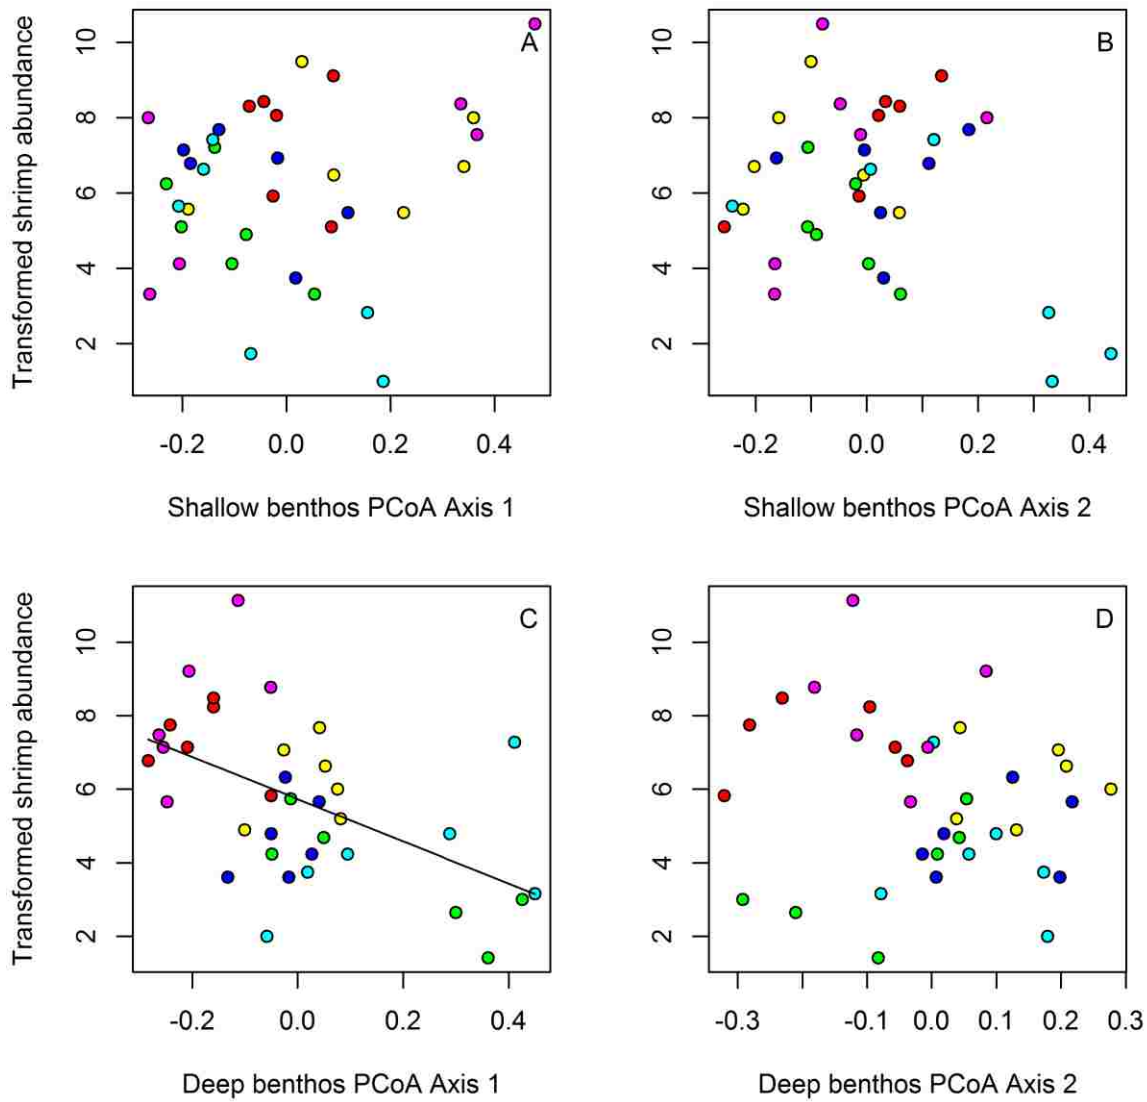 A
Transformed shrimp abundance
10
8
6
4
2
-0.2 0.0 0.2 0.4
Shallow benthos PCoA Axis 1
B
10
8
6
4
2
-0.2 0.0 0.2 0.4
Shallow benthos PCoA Axis 2
C
Transformed shrimp abundance
10
8
6
4
2
-0.2 0.0 0.2 0.4
Deep benthos PCoA Axis 1
D
10
8
6
4
2
-0.3 -0.1 0.0 0.1 0.2 0.3
Deep benthos PCoA Axis 2